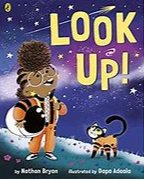 LOOK
UP!
by Nathan Bryon
Illustrated by Dapo Adeola